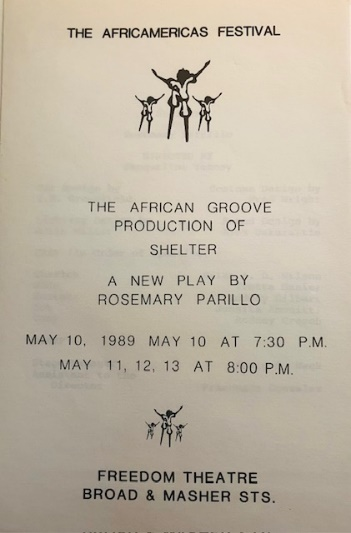 THE AFRICAMERICAS FESTIVAL
THE AFRICAN GROOVE
PRODUCTION OF
SHELTER
A NEW PLAY BY
ROSEMARY PARILLO
MAY 10, 1989 MAY 10 AT 7:30 P.M.
MAY 11, 12, 13 AT 8:00 P.M.
FREEDOM THEATRE
BROAD & MASHER STS.